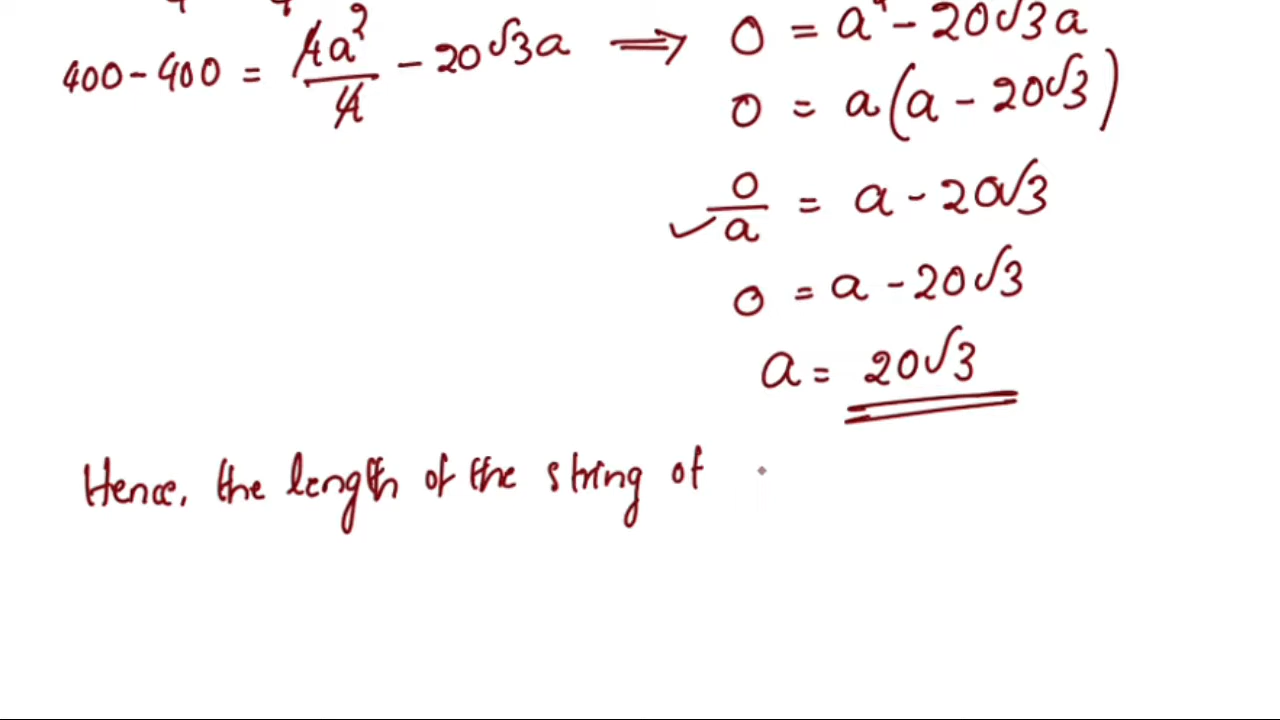 400 - 400 = 4a²/4 - 20√3a ⟹ 0 = a² - 20√3a
0 = a(a - 20√3)
0/a = a - 20√3
0 = a - 20√3
a = 20√3
Hence, the length of the string of